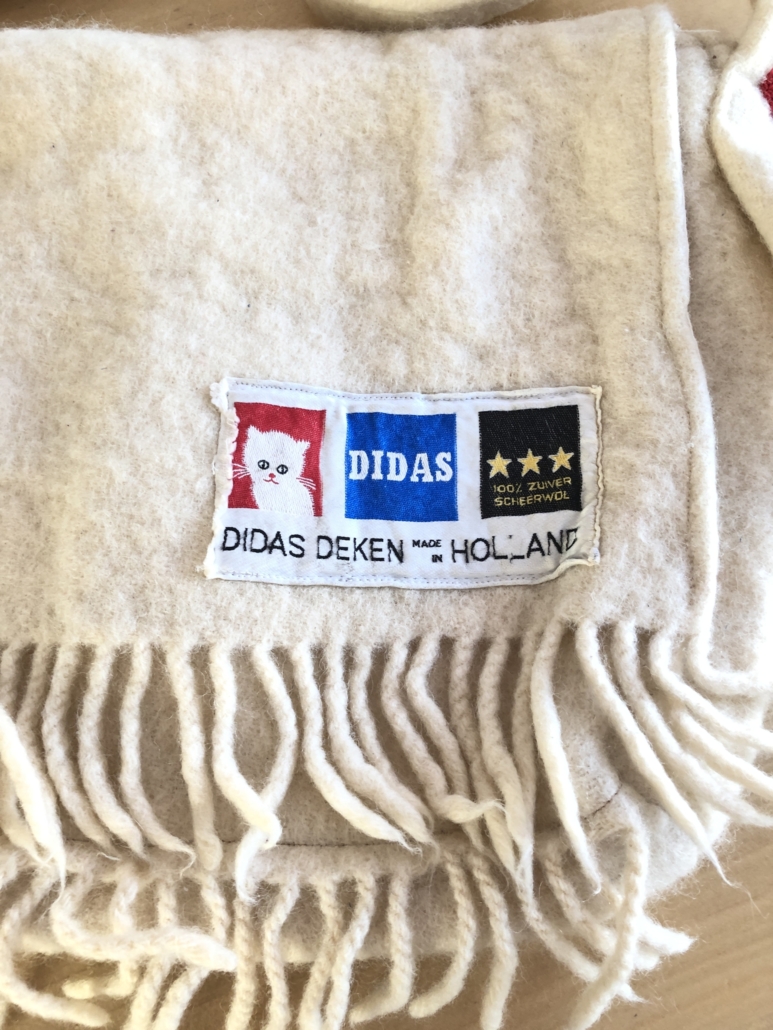 DIDAS
100% ZUIVER
SCHEERWOL
DIDAS DEKEN MADE IN HOLLAND